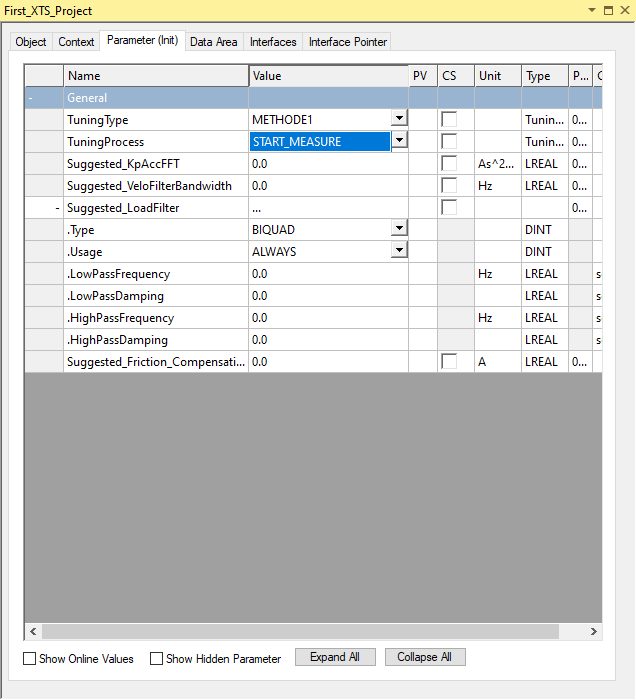 First_XTS_Project
Object Context Parameter (Init) Data Area Interfaces Interface Pointer
Name Value PV CS Unit Type P...
- General
TuningType METHODE1 Tunin... 0...
TuningProcess START_MEASURE Tunin... 0...
Suggested_KpAccFFT 0.0 As^2... LREAL 0...
Suggested_VeloFilterBandwidth 0.0 Hz LREAL 0...
- Suggested_LoadFilter ... 0...
.Type BIQUAD DINT
.Usage ALWAYS DINT
.LowPassFrequency 0.0 Hz LREAL s
.LowPassDamping 0.0 LREAL s
.HighPassFrequency 0.0 Hz LREAL s
.HighPassDamping 0.0 LREAL s
Suggested_Friction_Compensati... 0.0 A LREAL 0...
Show Online Values Show Hidden Parameter Expand All Collapse All